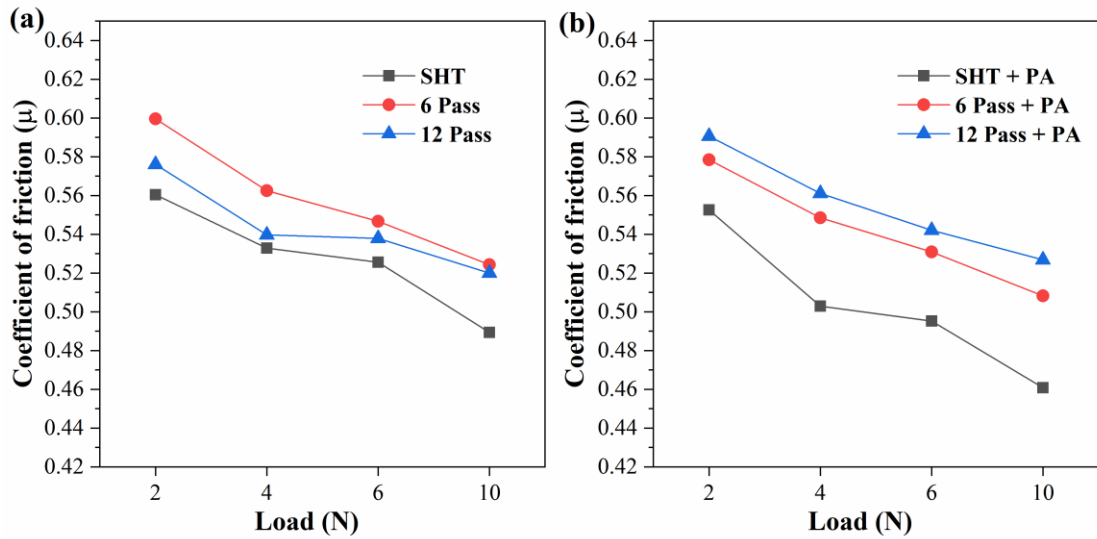 (a)
0.64
0.62
0.60
0.58
0.56
0.54
0.52
0.50
0.48
0.46
0.44
0.42
Coefficient of friction (μ)
SHT
6 Pass
12 Pass
2 4 6 10
Load (N)
(b)
0.64
0.62
0.60
0.58
0.56
0.54
0.52
0.50
0.48
0.46
0.44
0.42
Coefficient of friction (μ)
SHT + PA
6 Pass + PA
12 Pass + PA
2 4 6 10
Load (N)